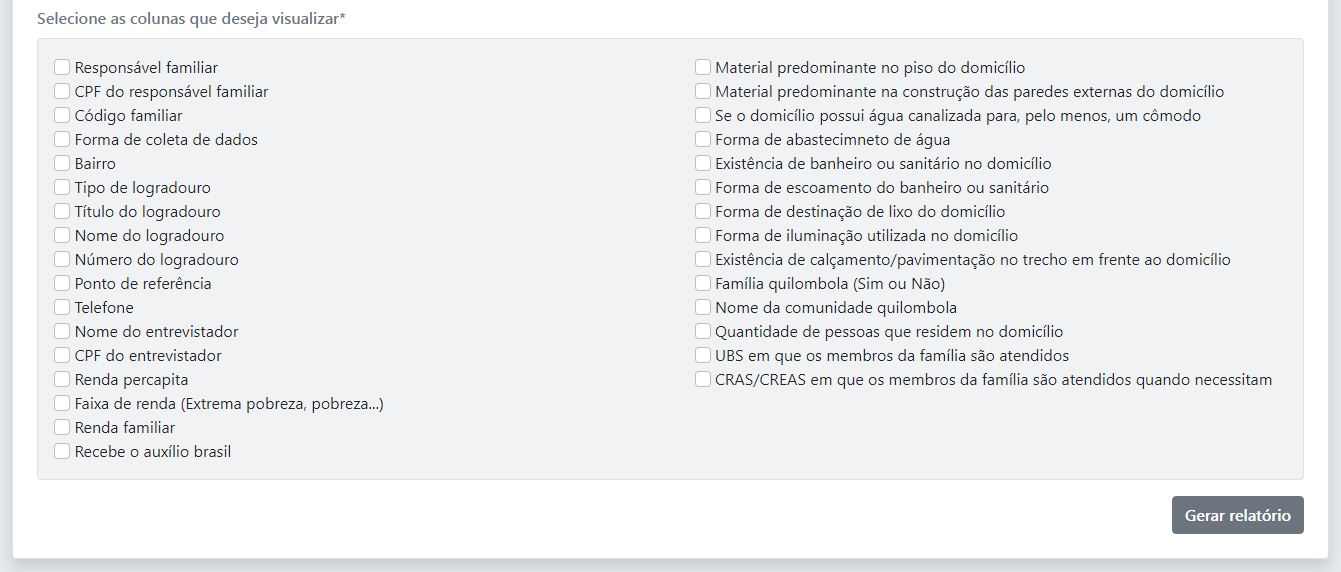 Selecione as colunas que deseja visualizar*
Responsável familiar
CPF do responsável familiar
Código familiar
Forma de coleta de dados
Bairro
Tipo de logradouro
Título do logradouro
Nome do logradouro
Número do logradouro
Ponto de referência
Telefone
Nome do entrevistador
CPF do entrevistador
Renda percapita
Faixa de renda (Extrema pobreza, pobreza...)
Renda familiar
Recebe o auxílio brasil
Material predominante no piso do domicílio
Material predominante na construção das paredes externas do domicílio
Se o domicílio possui água canalizada para, pelo menos, um cômodo
Forma de abastecimneto de água
Existência de banheiro ou sanitário no domicílio
Forma de escoamento do banheiro ou sanitário
Forma de destinação de lixo do domicílio
Forma de iluminação utilizada no domicílio
Existência de calçamento/pavimentação no trecho em frente ao domicílio
Família quilombola (Sim ou Não)
Nome da comunidade quilombola
Quantidade de pessoas que residem no domicílio
UBS em que os membros da família são atendidos
CRAS/CREAS em que os membros da família são atendidos quando necessitam
Gerar relatório